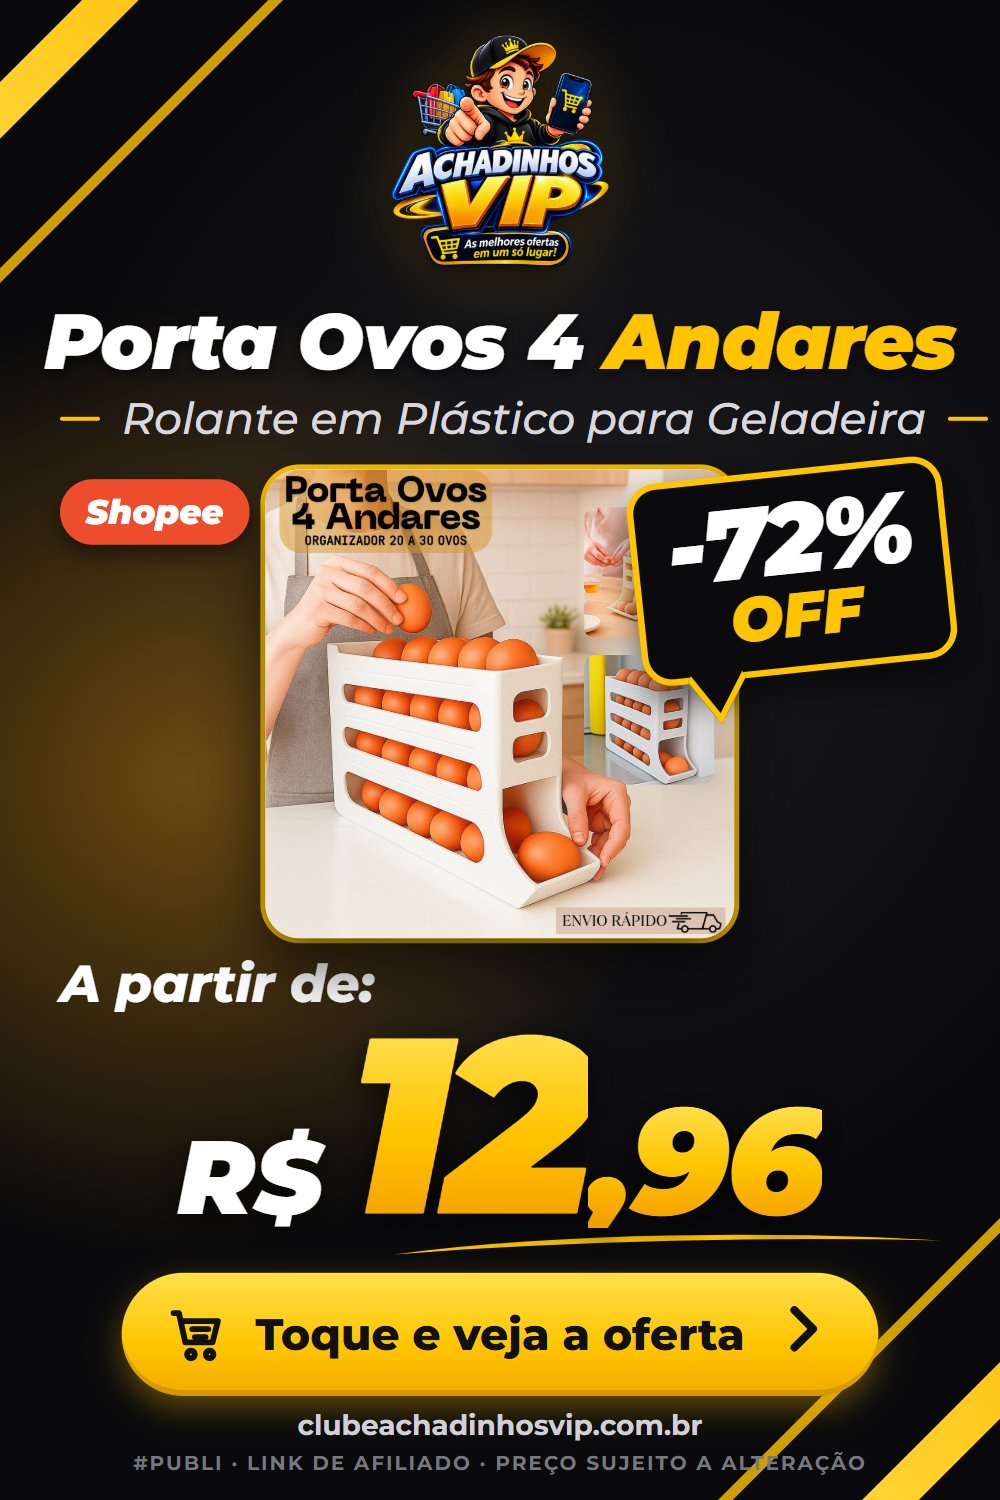 ACHADINHOS
VIP
As melhores ofertas
em um só lugar!
Porta Ovos 4 Andares
Rolante em Plástico para Geladeira
Shopee
Porta Ovos
4 Andares
ORGANIZADOR 20 A 30 OVOS
-72%
OFF
ENVIO RÁPIDO
A partir de:
R$ 12,96
Toque e veja a oferta
clubeachadinhosvip.com.br
#PUBLI · LINK DE AFILIADO · PREÇO SUJEITO A ALTERAÇÃO